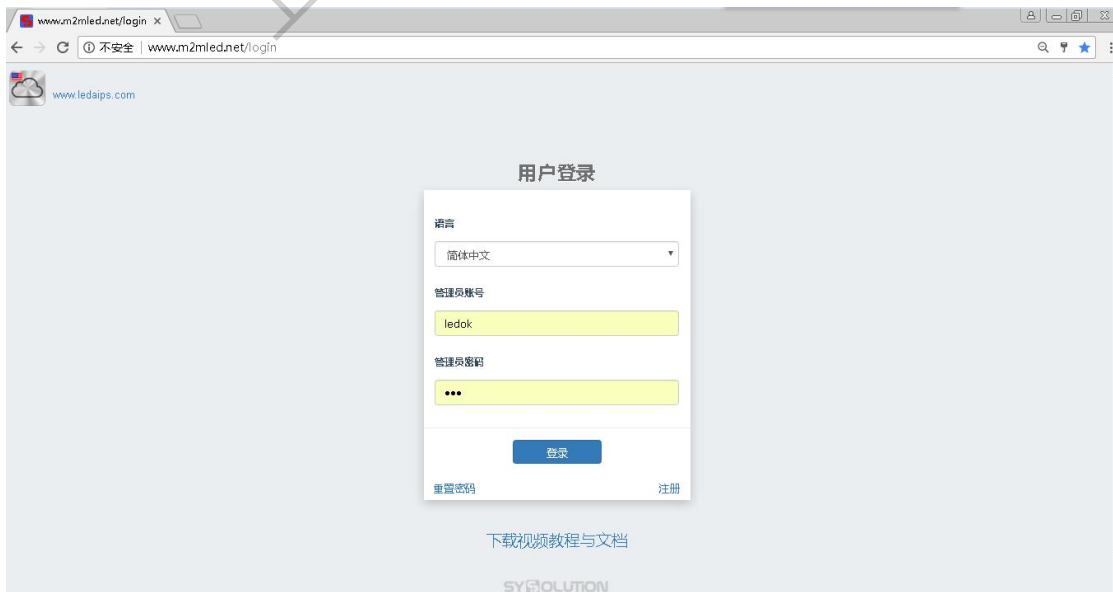 www.m2mled.net/login
不安全 | www.m2mled.net/login
www.ledaips.com
用户登录
语言
简体中文
管理员账号
ledok
管理员密码
•••
登录
重置密码 注册
下载视频教程与文档
SYSOLUTION